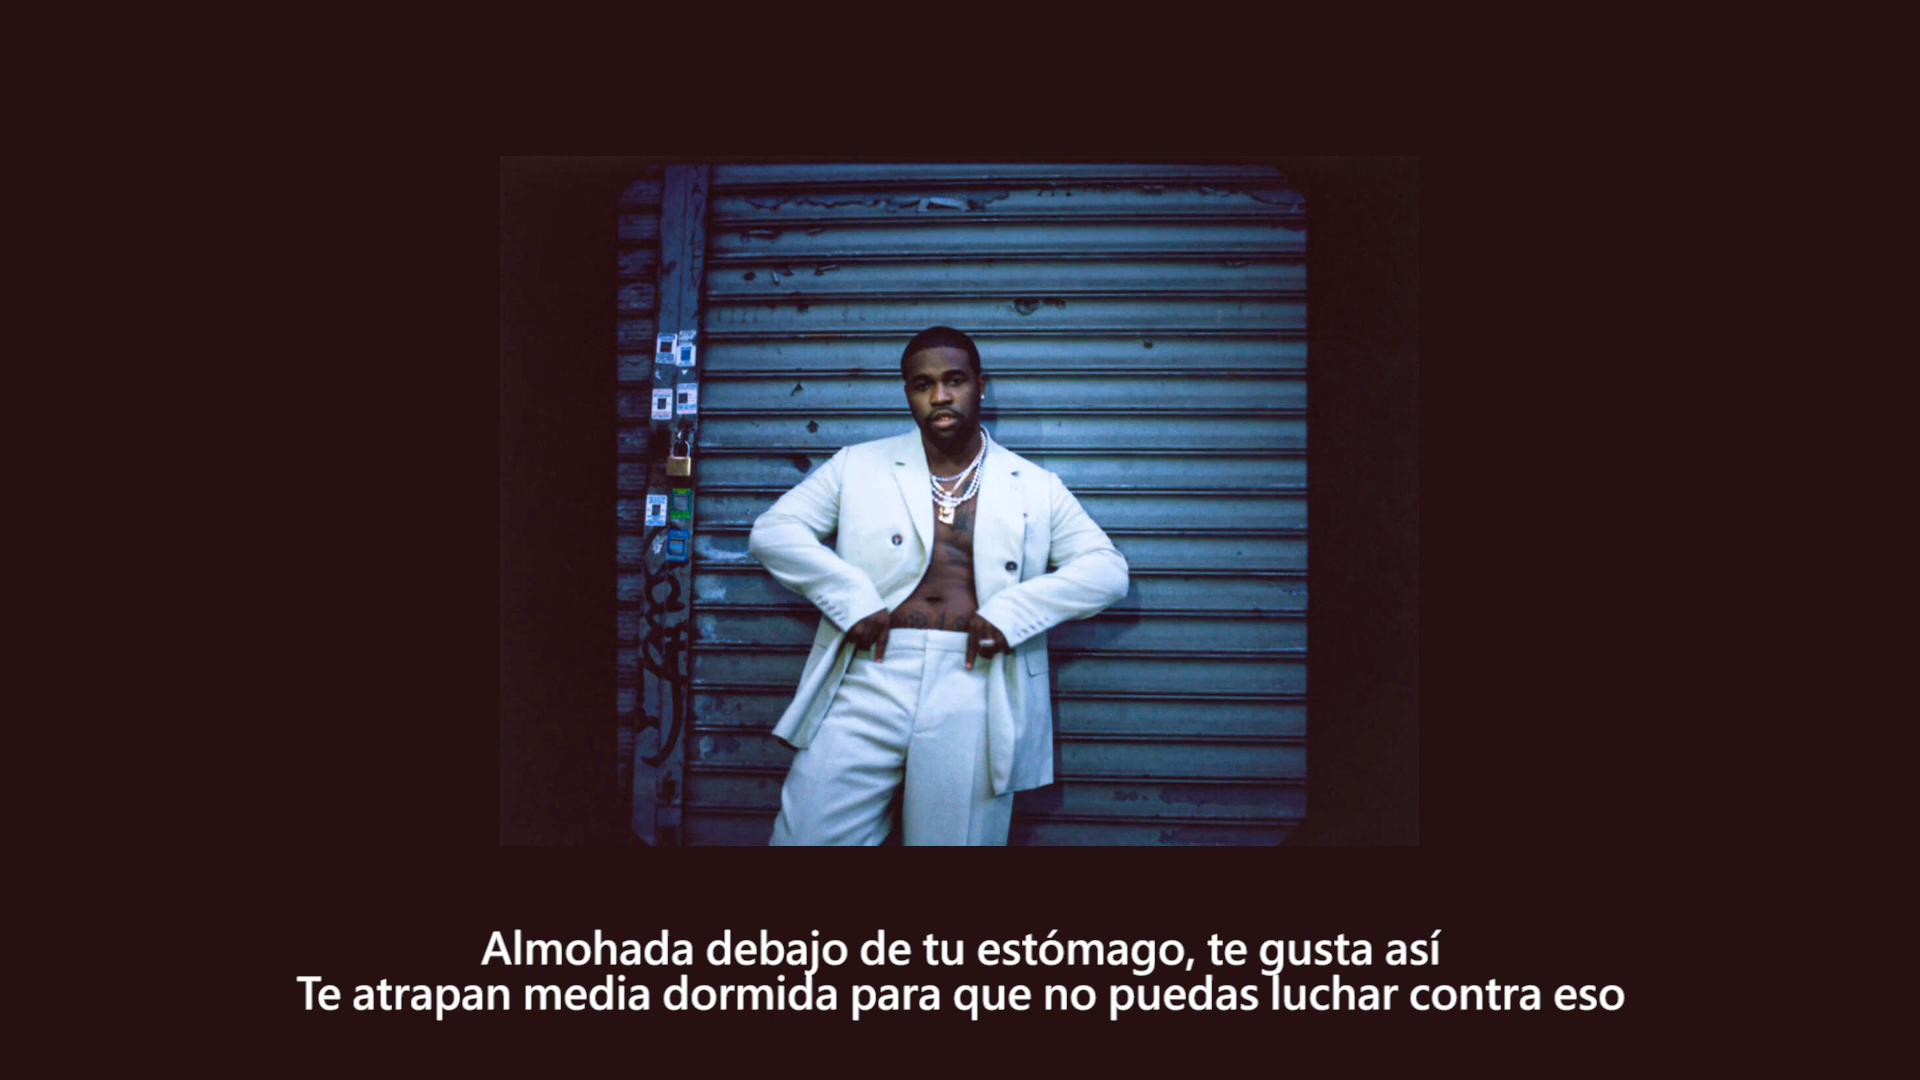 Almohada debajo de tu estómago, te gusta así
Te atrapan media dormida para que no puedas luchar contra eso